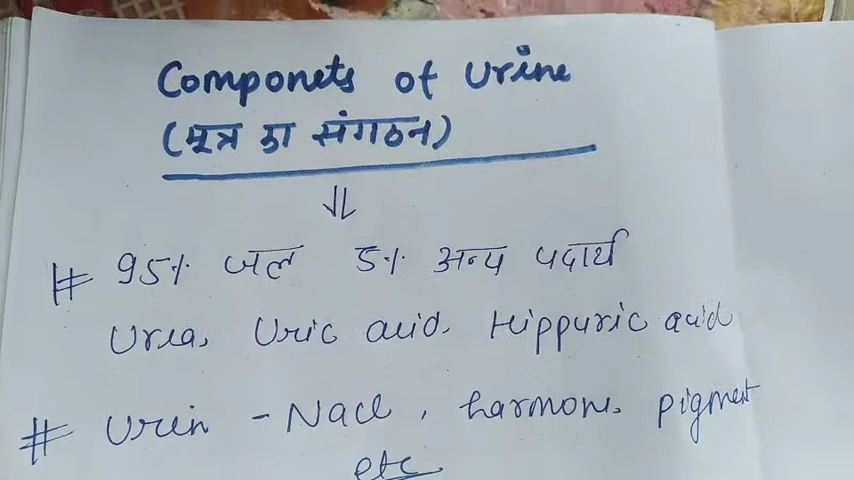 Componets of Urine
(मूत्र का संगठन)
# 95% जल 5% अन्य पदार्थ
Urea, Uric acid, Hippuric acid
# Urin - Nacl, harmon, pigment
etc